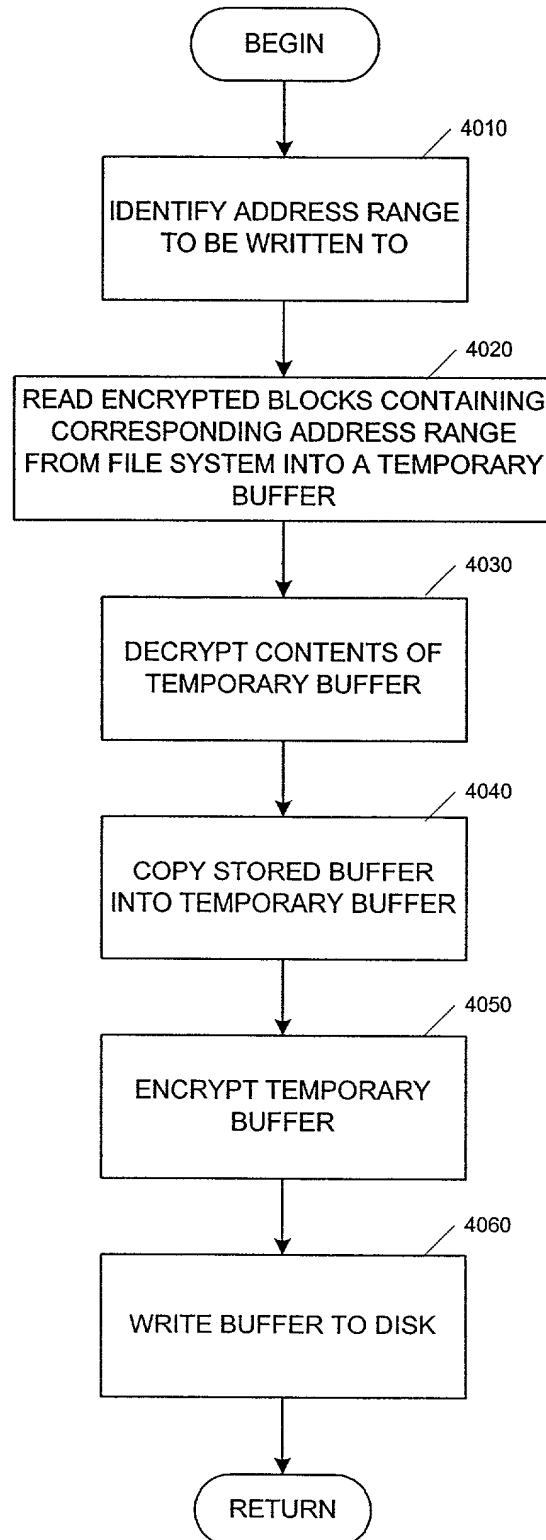 BEGIN
4010
IDENTIFY ADDRESS RANGE
TO BE WRITTEN TO
4020
READ ENCRYPTED BLOCKS CONTAINING
CORRESPONDING ADDRESS RANGE
FROM FILE SYSTEM INTO A TEMPORARY
BUFFER
4030
DECRYPT CONTENTS OF
TEMPORARY BUFFER
4040
COPY STORED BUFFER
INTO TEMPORARY BUFFER
4050
ENCRYPT TEMPORARY
BUFFER
4060
WRITE BUFFER TO DISK
RETURN